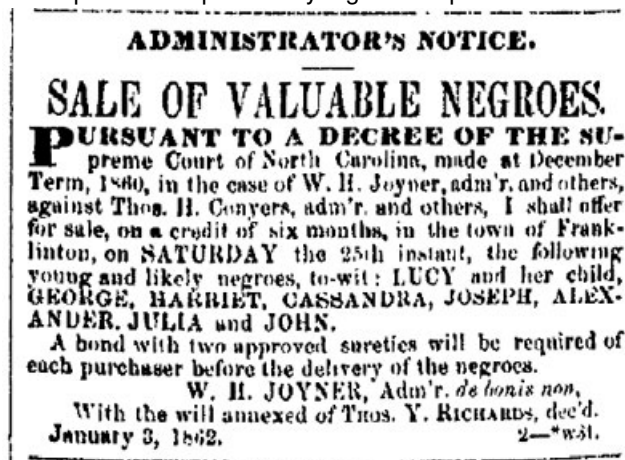 ADMINISTRATOR'S NOTICE.
SALE OF VALUABLE NEGROES.
PURSUANT TO A DECREE OF THE SU-
preme Court of North Carolina, made at December
Term, 1860, in the case of W. H. Joyner, adm'r. and others,
against Thos. H. Conyers, adm'r. and others, I shall offer
for sale, on a credit of six months, in the town of Frank-
linton, on SATURDAY the 25th instant, the following
young and likely negroes, to-wit: LUCY and her child,
GEORGE, HARRIET, CASSANDRA, JOSEPH, ALEX-
ANDER, JULIA and JOHN.
A bond with two approved sureties will be required of
each purchaser before the delivery of the negroes.
W. H. JOYNER, Adm'r. de bonis non,
With the will annexed of THOS. Y. RICHARDS, dec'd.
January 3, 1862. 2—*w3t.